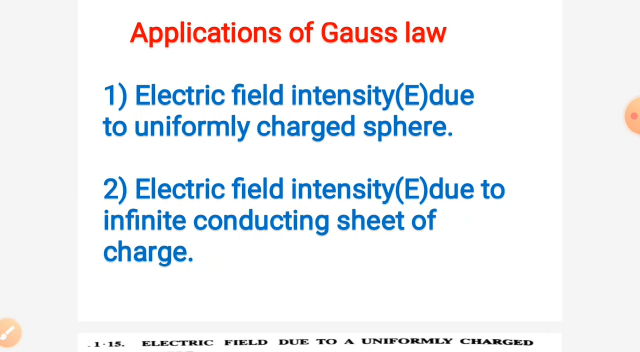 Applications of Gauss law
1) Electric field intensity(E)due
to uniformly charged sphere.
2) Electric field intensity(E)due to
infinite conducting sheet of
charge.
.1·15. ELECTRIC FIELD DUE TO A UNIFORMLY CHARGED